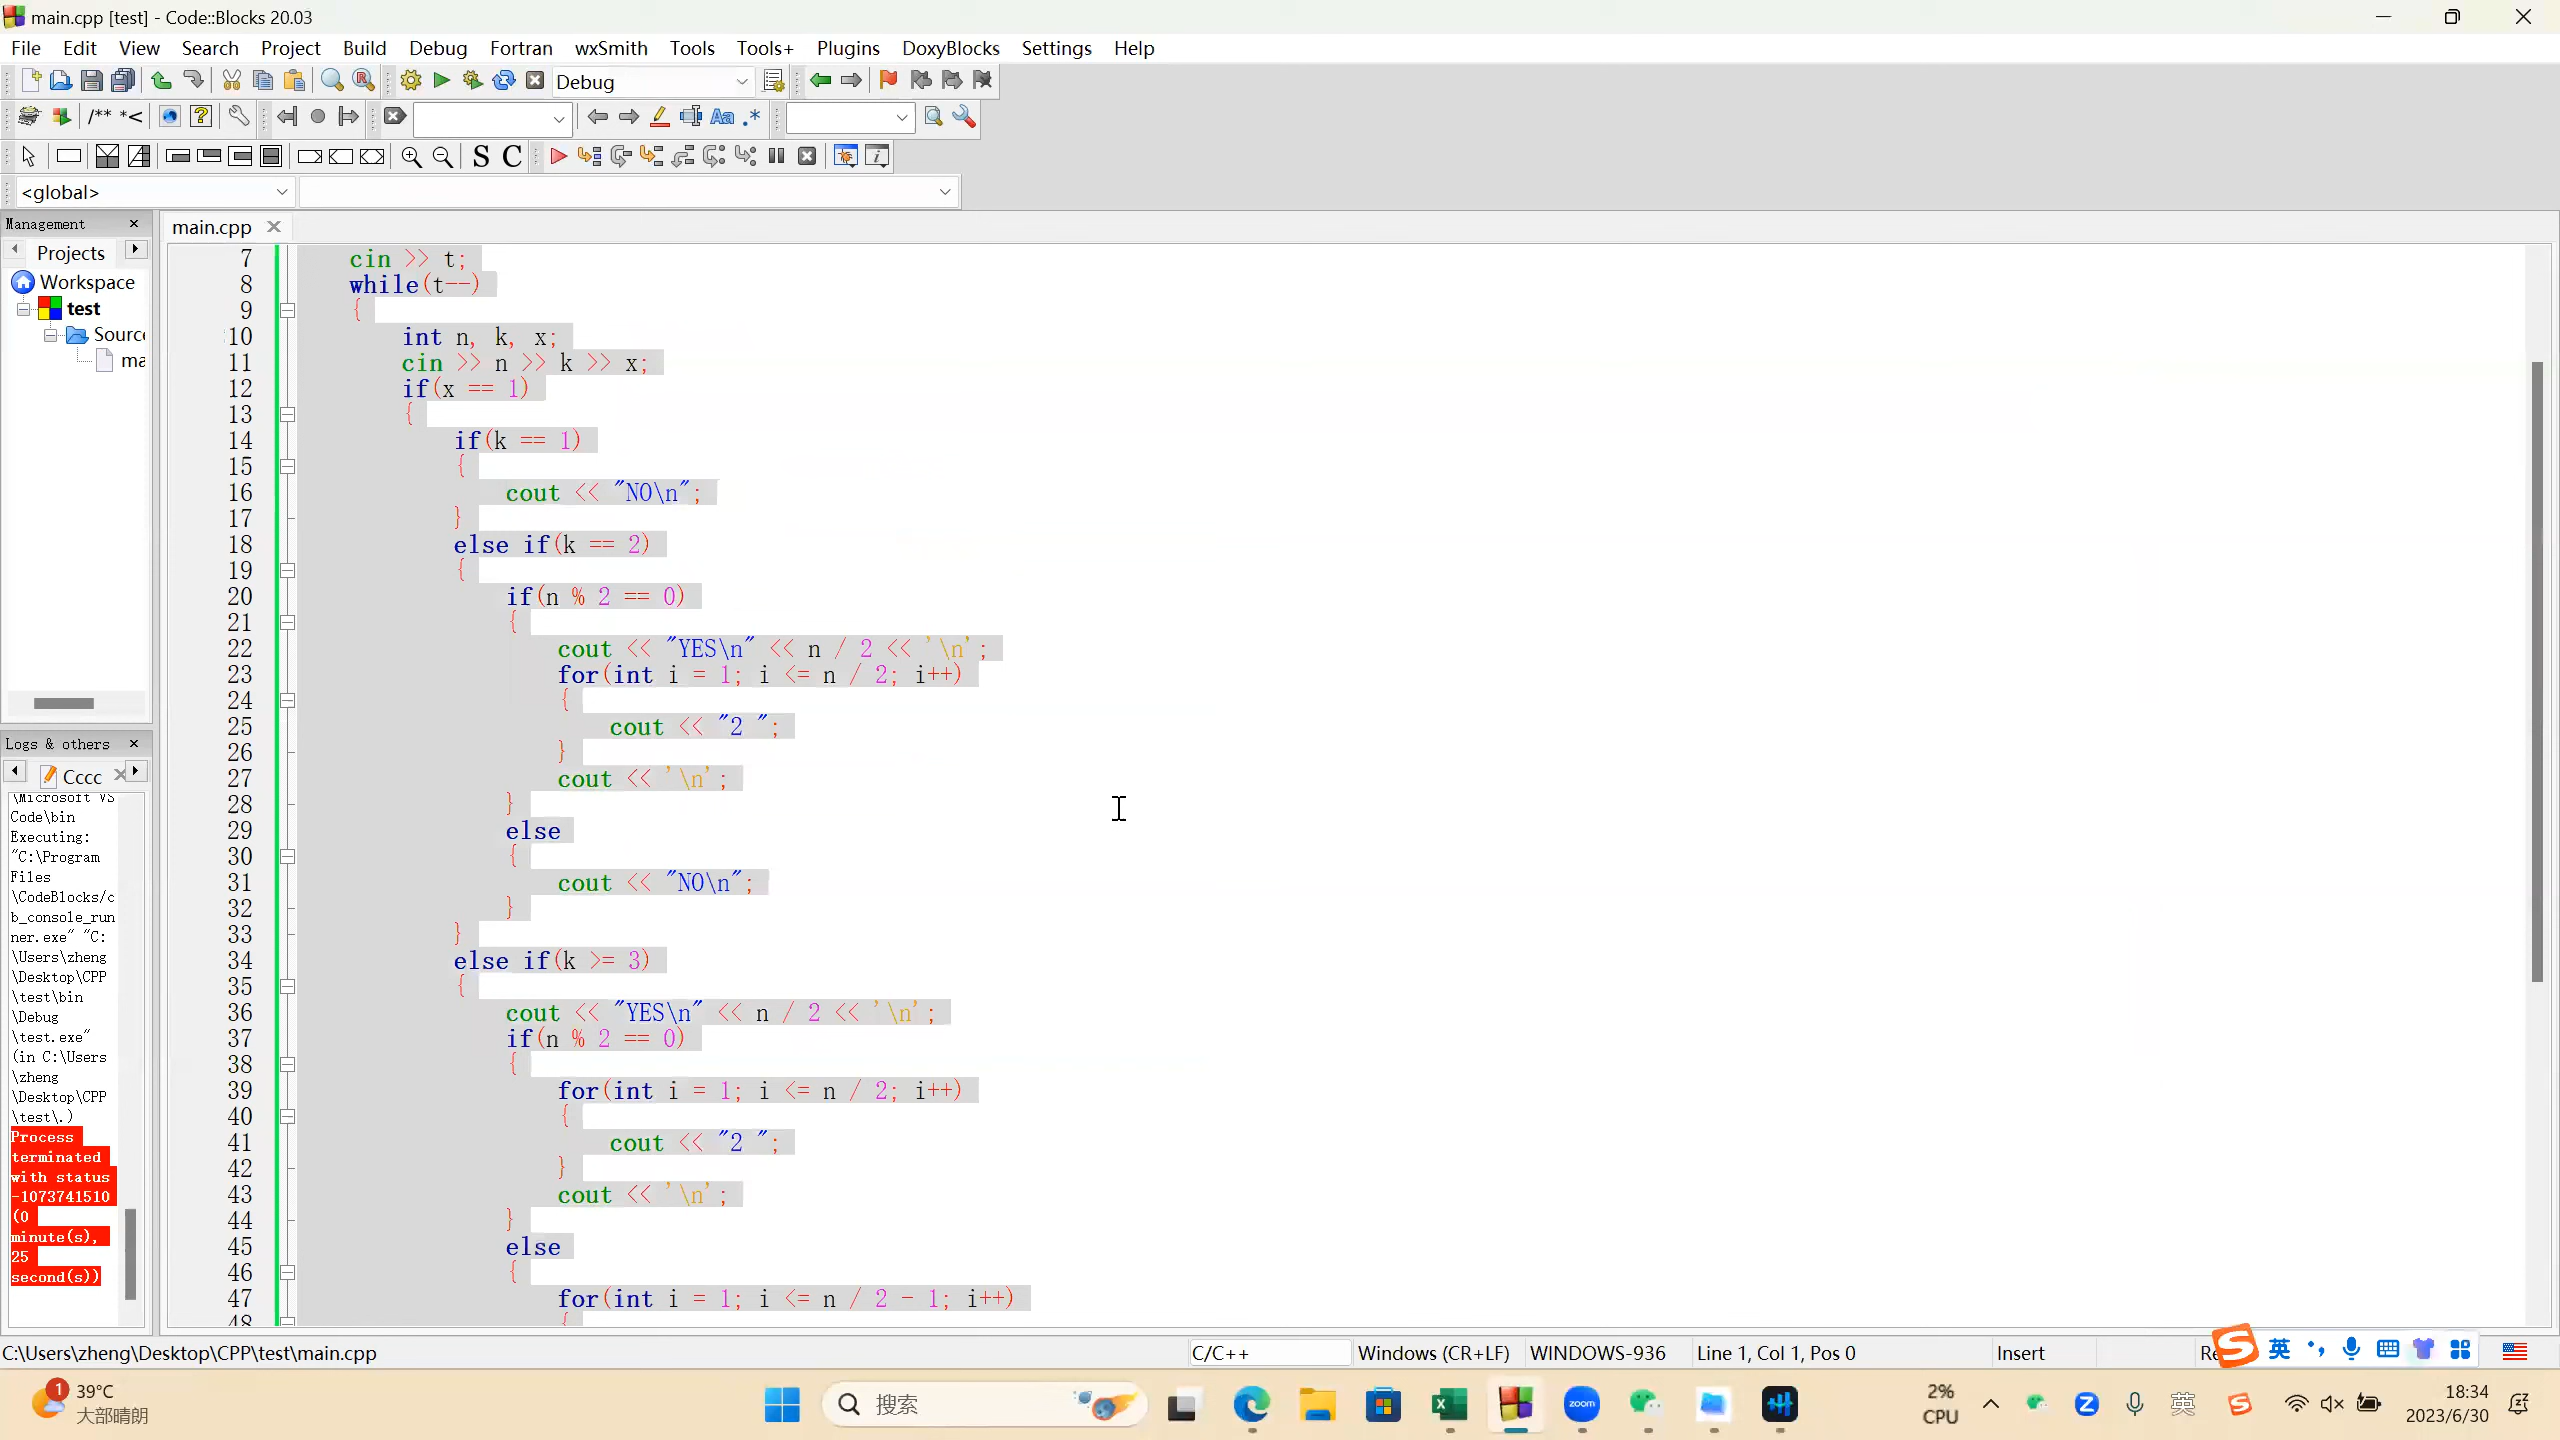 main.cpp [test] - Code::Blocks 20.03
File Edit View Search Project Build Debug Fortran wxSmith Tools Tools+ Plugins DoxyBlocks Settings Help
Debug
/** *<
Aa .*
S C
<global>
Management
Projects
Workspace
test
Source
ma
main.cpp
7 cin >> t;
8 while(t--)
9 {
10 int n, k, x;
11 cin >> n >> k >> x;
12 if(x == 1)
13 {
14 if(k == 1)
15 {
16 cout << "NO\n";
17 }
18 else if(k == 2)
19 {
20 if(n % 2 == 0)
21 {
22 cout << "YES\n" << n / 2 << '\n';
23 for(int i = 1; i <= n / 2; i++)
24 {
25 cout << "2 ";
26 }
27 cout << '\n';
28 }
29 else
30 {
31 cout << "NO\n";
32 }
33 }
34 else if(k >= 3)
35 {
36 cout << "YES\n" << n / 2 << '\n';
37 if(n % 2 == 0)
38 {
39 for(int i = 1; i <= n / 2; i++)
40 {
41 cout << "2 ";
42 }
43 cout << '\n';
44 }
45 else
46 {
47 for(int i = 1; i <= n / 2 - 1; i++)
48 {
Logs & others
Cccc
\Microsoft VS
Code\bin
Executing:
"C:\Program
Files
\CodeBlocks/c
b_console_run
ner.exe" "C:
\Users\zheng
\Desktop\CPP
\test\bin
\Debug
\test.exe"
(in C:\Users
\zheng
\Desktop\CPP
\test\.)
Process
terminated
with status
-1073741510
(0
minute(s),
25
second(s))
C:\Users\zheng\Desktop\CPP\test\main.cpp C/C++ Windows (CR+LF) WINDOWS-936 Line 1, Col 1, Pos 0 Insert 英
1 39°C
大部晴朗
搜索
zoom
2%
CPU
英
18:34
2023/6/30